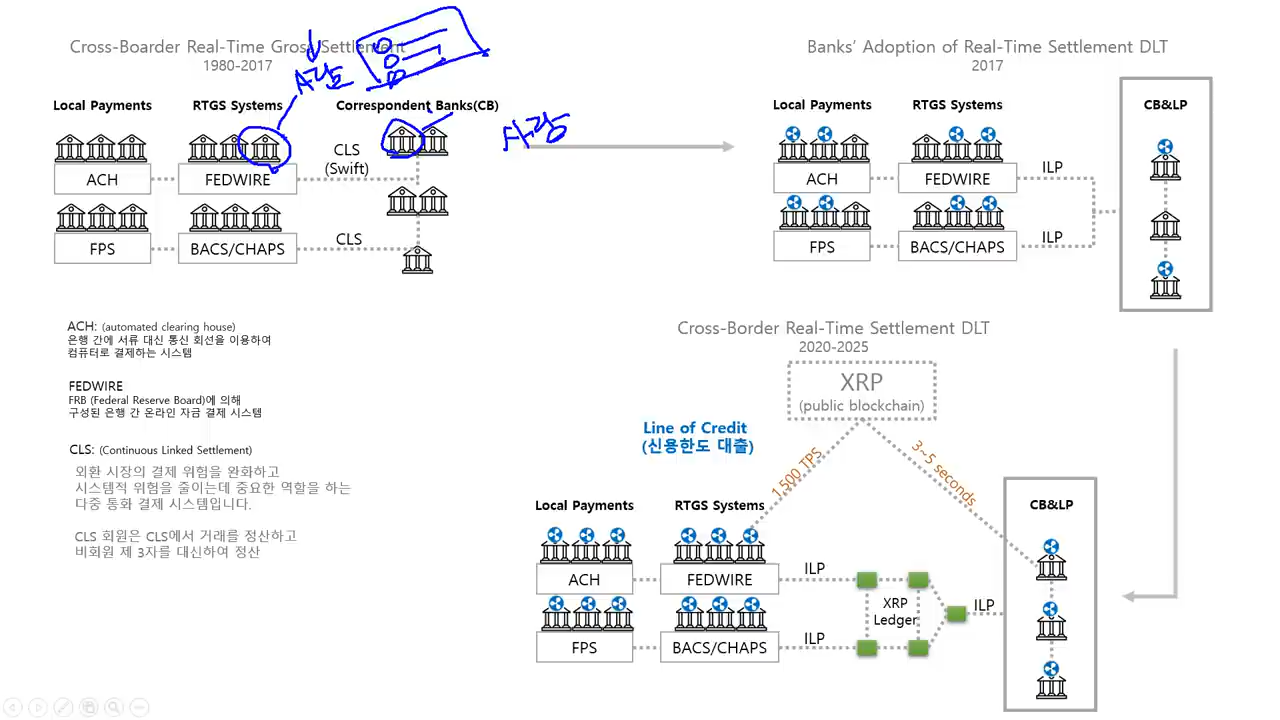 Cross-Boarder Real-Time Gross Settlement
1980-2017
사람
Local Payments
RTGS Systems
Correspondent Banks(CB)
사람
CLS
(Swift)
ACH
FEDWIRE
CLS
FPS
BACS/CHAPS
ACH: (automated clearing house)
은행 간에 서류 대신 통신 회선을 이용하여
컴퓨터로 결제하는 시스템
FEDWIRE
FRB (Federal Reserve Board)에 의해
구성된 은행 간 온라인 자금 결제 시스템
CLS: (Continuous Linked Settlement)
외환 시장의 결제 위험을 완화하고
시스템적 위험을 줄이는데 중요한 역할을 하는
다중 통화 결제 시스템입니다.
CLS 회원은 CLS에서 거래를 정산하고
비회원 제 3자를 대신하여 정산
Banks' Adoption of Real-Time Settlement DLT
2017
Local Payments
RTGS Systems
CB&LP
ACH
FEDWIRE
ILP
FPS
BACS/CHAPS
ILP
Cross-Border Real-Time Settlement DLT
2020-2025
XRP
(public blockchain)
Line of Credit
(신용한도 대출)
1500 TPS
3~5 seconds
Local Payments
RTGS Systems
CB&LP
ACH
FEDWIRE
ILP
XRP
Ledger
ILP
FPS
BACS/CHAPS
ILP